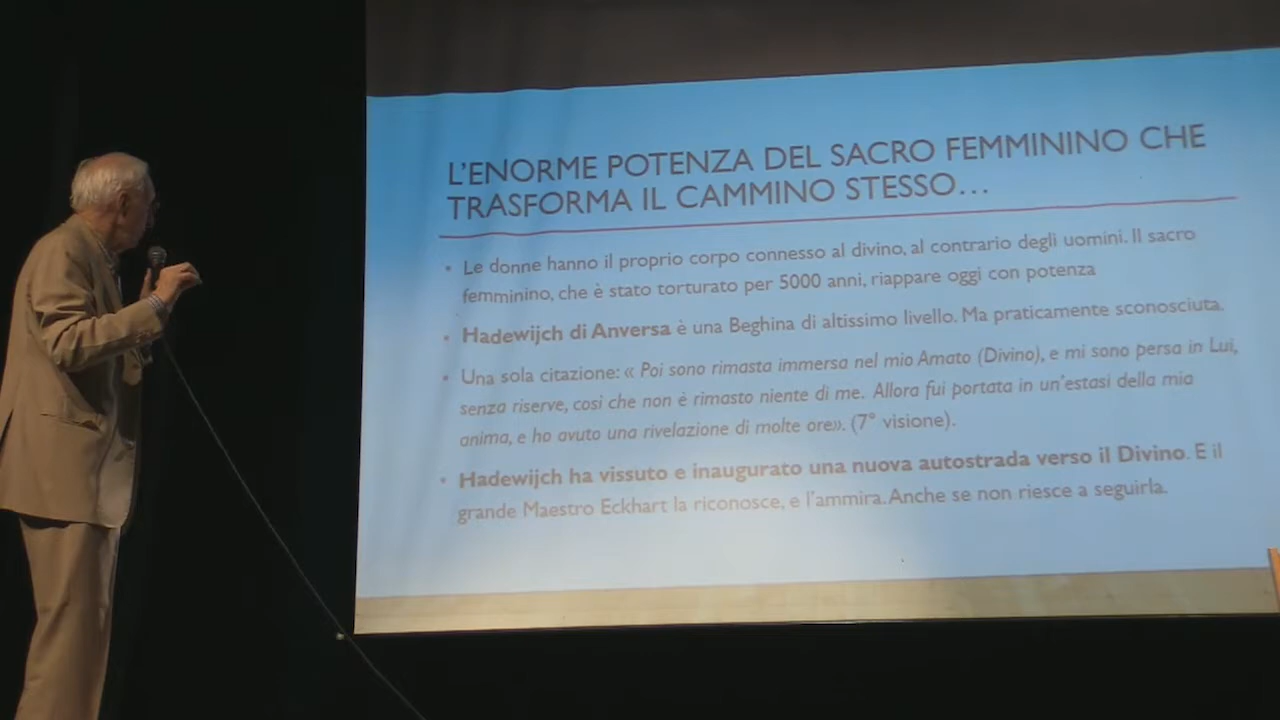 L'ENORME POTENZA DEL SACRO FEMMININO CHE
TRASFORMA IL CAMMINO STESSO…
• Le donne hanno il proprio corpo connesso al divino, al contrario degli uomini. Il sacro
femminino, che è stato torturato per 5000 anni, riappare oggi con potenza
• Hadewijch di Anversa è una Beghina di altissimo livello. Ma praticamente sconosciuta.
• Una sola citazione: « Poi sono rimasta immersa nel mio Amato (Divino), e mi sono persa in Lui,
senza riserve, così che non è rimasto niente di me. Allora fui portata in un'estasi della mia
anima, e ho avuto una rivelazione di molte ore». (7° visione).
• Hadewijch ha vissuto e inaugurato una nuova autostrada verso il Divino. E il
grande Maestro Eckhart la riconosce, e l'ammira. Anche se non riesce a seguirla.